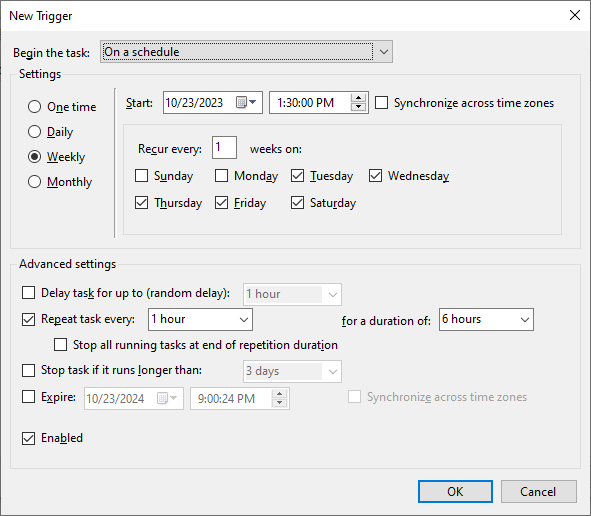 New Trigger
Begin the task: On a schedule
Settings
One time
Daily
Weekly
Monthly
Start: 10/23/2023 1:30:00 PM Synchronize across time zones
Recur every: 1 weeks on:
Sunday Monday Tuesday Wednesday
Thursday Friday Saturday
Advanced settings
Delay task for up to (random delay): 1 hour
Repeat task every: 1 hour for a duration of: 6 hours
Stop all running tasks at end of repetition duration
Stop task if it runs longer than: 3 days
Expire: 10/23/2024 9:00:24 PM Synchronize across time zones
Enabled
OK Cancel